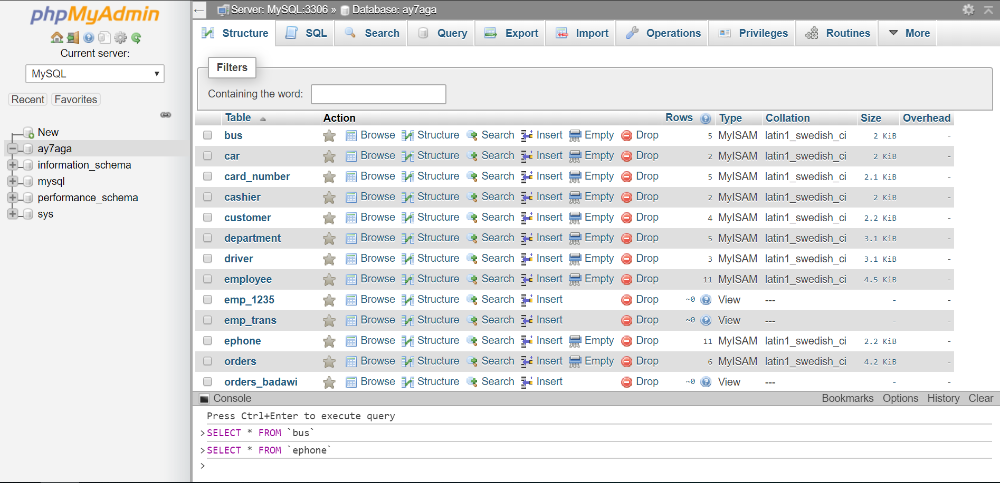 phpMyAdmin
Current server:
MySQL
Recent Favorites
New
ay7aga
information_schema
mysql
performance_schema
sys
Server: MySQL:3306 » Database: ay7aga
Structure SQL Search Query Export Import Operations Privileges Routines More
Filters
Containing the word:
Table Action Rows Type Collation Size Overhead
bus Browse Structure Search Insert Empty Drop 5 MyISAM latin1_swedish_ci 2 KiB -
car Browse Structure Search Insert Empty Drop 2 MyISAM latin1_swedish_ci 2 KiB -
card_number Browse Structure Search Insert Empty Drop 5 MyISAM latin1_swedish_ci 2.1 KiB -
cashier Browse Structure Search Insert Empty Drop 2 MyISAM latin1_swedish_ci 2 KiB -
customer Browse Structure Search Insert Empty Drop 4 MyISAM latin1_swedish_ci 2.2 KiB -
department Browse Structure Search Insert Empty Drop 5 MyISAM latin1_swedish_ci 3.1 KiB -
driver Browse Structure Search Insert Empty Drop 3 MyISAM latin1_swedish_ci 3.1 KiB -
employee Browse Structure Search Insert Empty Drop 11 MyISAM latin1_swedish_ci 4.5 KiB -
emp_1235 Browse Structure Search Insert Drop ~0 View --- - -
emp_trans Browse Structure Search Insert Drop ~0 View --- - -
ephone Browse Structure Search Insert Empty Drop 11 MyISAM latin1_swedish_ci 2.2 KiB -
orders Browse Structure Search Insert Empty Drop 6 MyISAM latin1_swedish_ci 4.2 KiB -
orders_badawi Browse Structure Search Insert Drop ~0 View --- - -
Console Bookmarks Options History Clear
Press Ctrl+Enter to execute query
>SELECT * FROM `bus`
>SELECT * FROM `ephone`
>